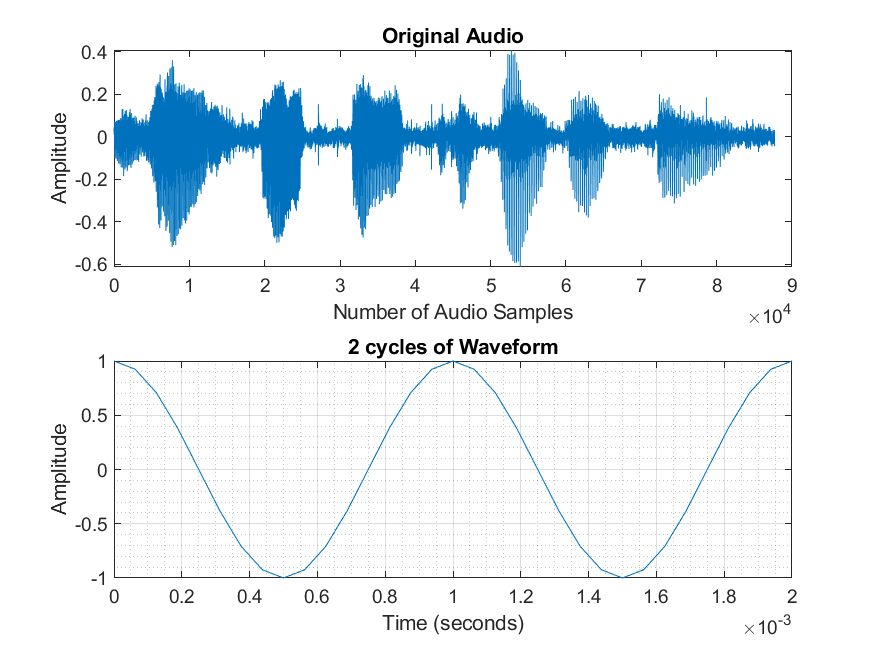 Original Audio
0.4
0.2
0
-0.2
-0.4
-0.6
Amplitude
0 1 2 3 4 5 6 7 8 9
Number of Audio Samples
×10⁴
2 cycles of Waveform
1
0.5
0
-0.5
-1
Amplitude
0 0.2 0.4 0.6 0.8 1 1.2 1.4 1.6 1.8 2
Time (seconds)
×10⁻³